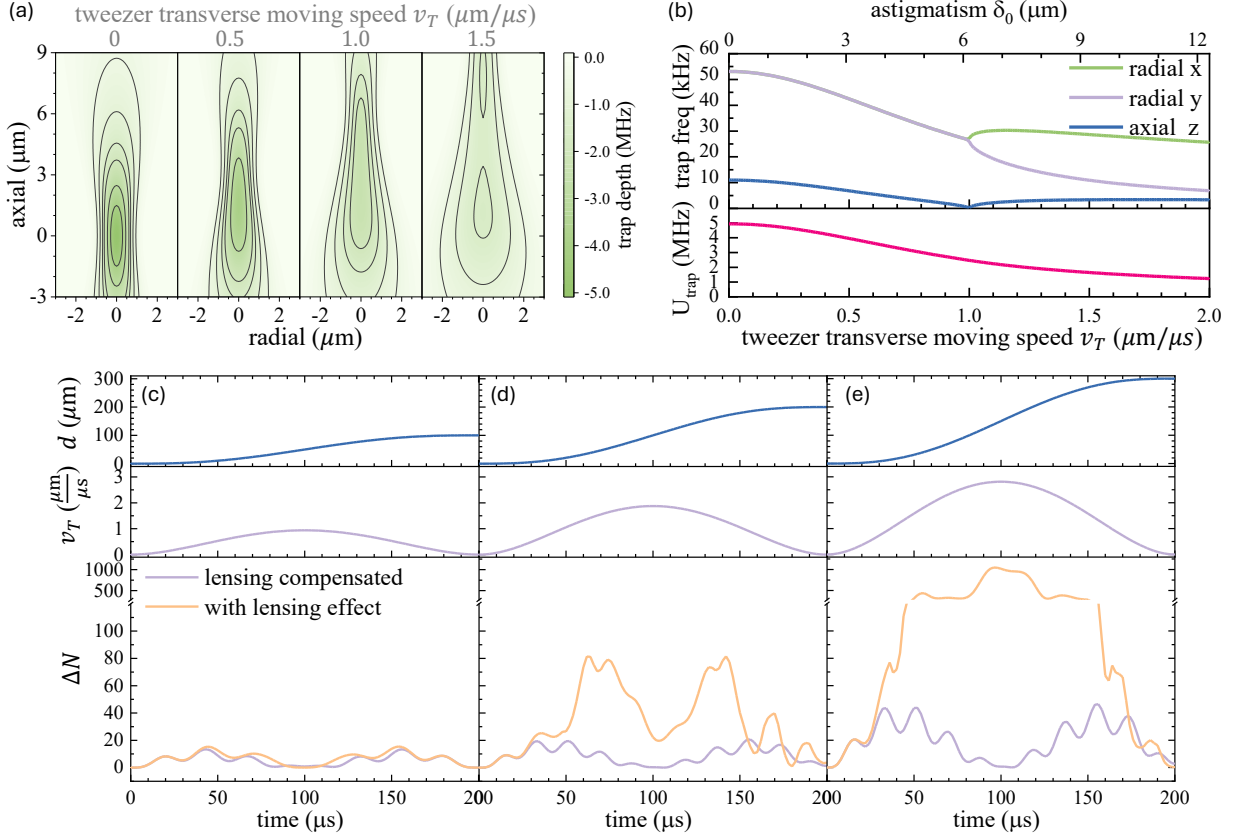 (a)
tweezer transverse moving speed v_T (μm/μs)
0 0.5 1.0 1.5
9
6
3
0
-3
axial (μm)
-2 0 2 -2 0 2 -2 0 2 -2 0 2
radial (μm)
0.0
-1.0
-2.0
-3.0
-4.0
-5.0
trap depth (MHz)
(b)
astigmatism δ₀ (μm)
0 3 6 9 12
60
50
40
30
20
10
0
trap freq (kHz)
radial x
radial y
axial z
5
4
3
2
1
0
U_trap (MHz)
0.0 0.5 1.0 1.5 2.0
tweezer transverse moving speed v_T (μm/μs)
(c) (d) (e)
300
200
100
0
d (μm)
3
2
1
0
v_T (μm/μs)
lensing compensated
with lensing effect
1000
500
100
80
60
40
20
0
ΔN
0 50 100 150 200
0 50 100 150 200
0 50 100 150 200
time (μs) time (μs) time (μs)